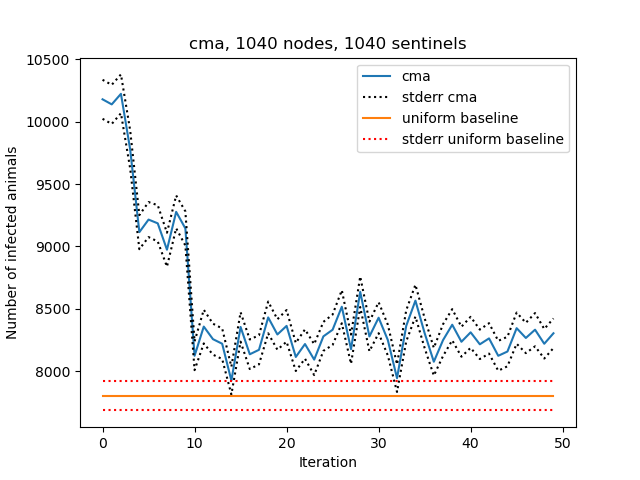 cma, 1040 nodes, 1040 sentinels
cma
stderr cma
uniform baseline
stderr uniform baseline
Number of infected animals
10500
10000
9500
9000
8500
8000
0 10 20 30 40 50
Iteration